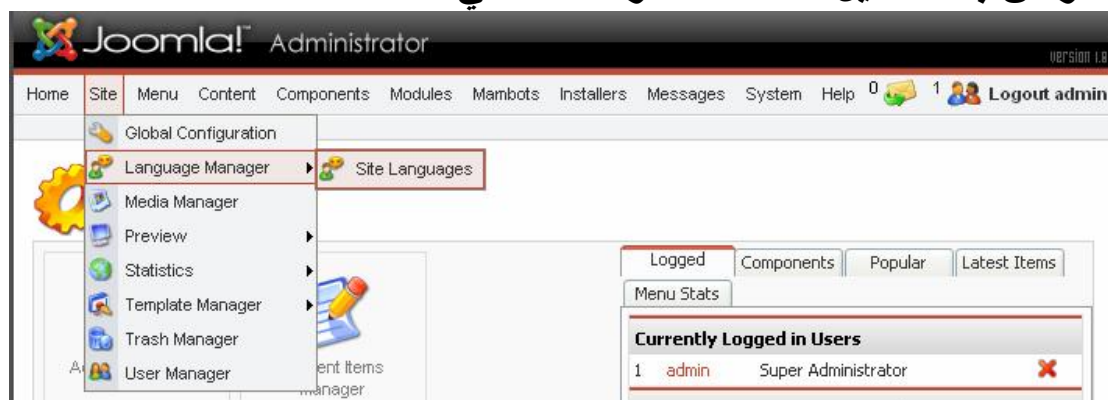 Joomla! Administrator
version 1.
Home Site Menu Content Components Modules Mambots Installers Messages System Help 0 1 Logout admin
Global Configuration
Language Manager Site Languages
Media Manager
Preview
Statistics
Template Manager
Trash Manager
User Manager
ent Items
manager
Logged Components Popular Latest Items
Menu Stats
Currently Logged in Users
1 admin Super Administrator